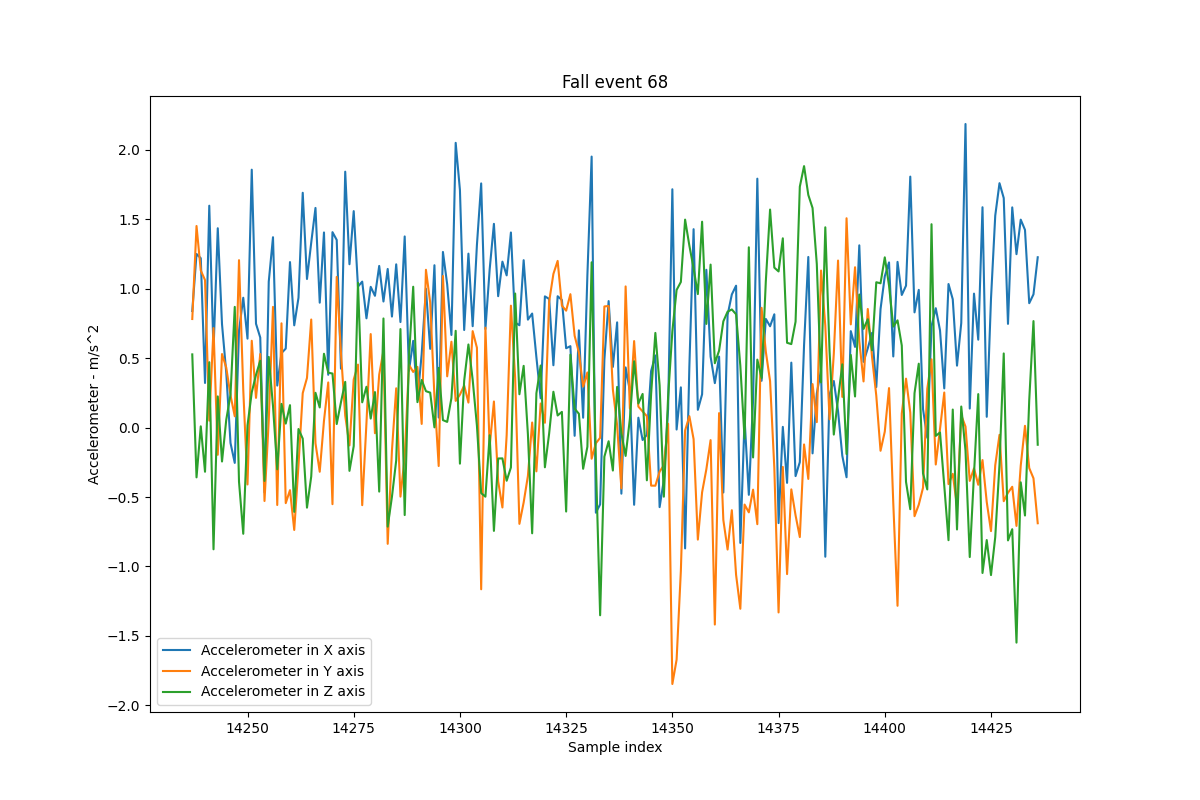 Fall event 68
Accelerometer - m/s^2
2.0
1.5
1.0
0.5
0.0
−0.5
−1.0
−1.5
−2.0
Accelerometer in X axis
Accelerometer in Y axis
Accelerometer in Z axis
14250 14275 14300 14325 14350 14375 14400 14425
Sample index